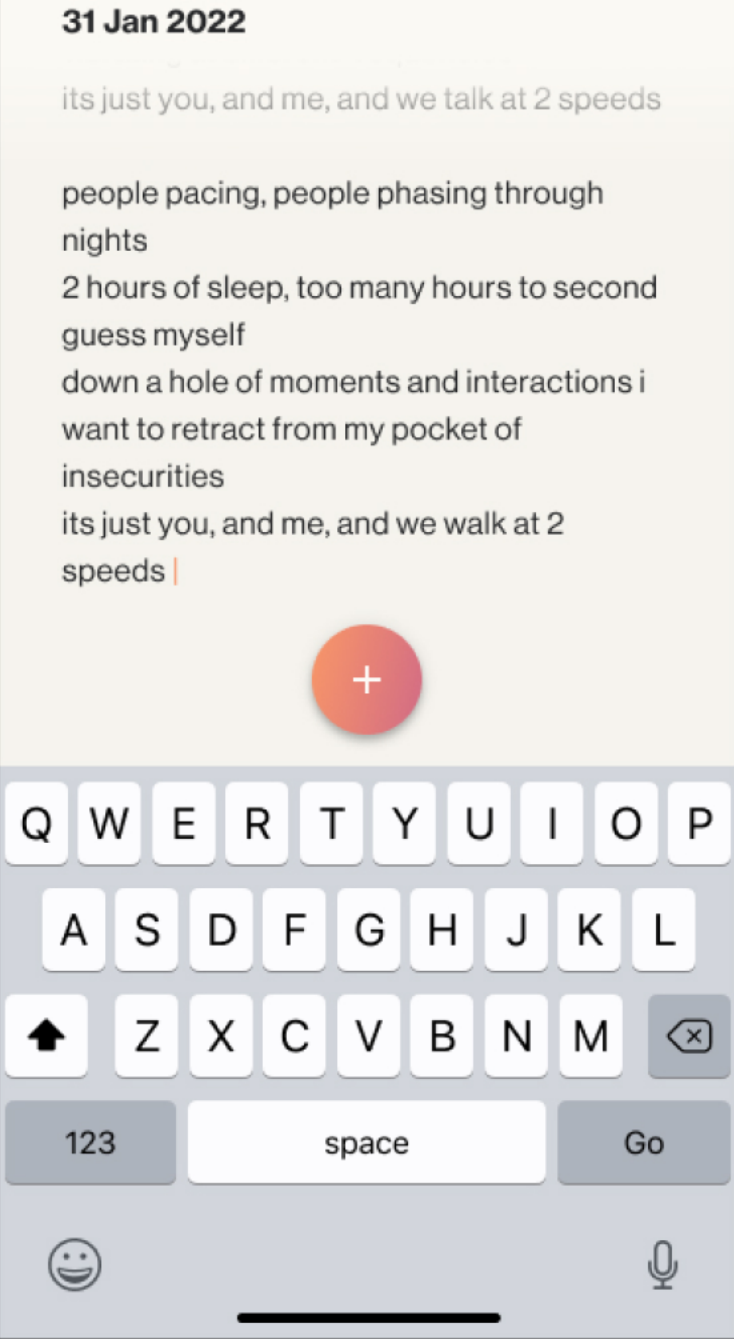 31 Jan 2022
its just you, and me, and we talk at 2 speeds
people pacing, people phasing through
nights
2 hours of sleep, too many hours to second
guess myself
down a hole of moments and interactions i
want to retract from my pocket of
insecurities
its just you, and me, and we walk at 2
speeds
+
Q W E R T Y U I O P
A S D F G H J K L
Z X C V B N M
123 space Go